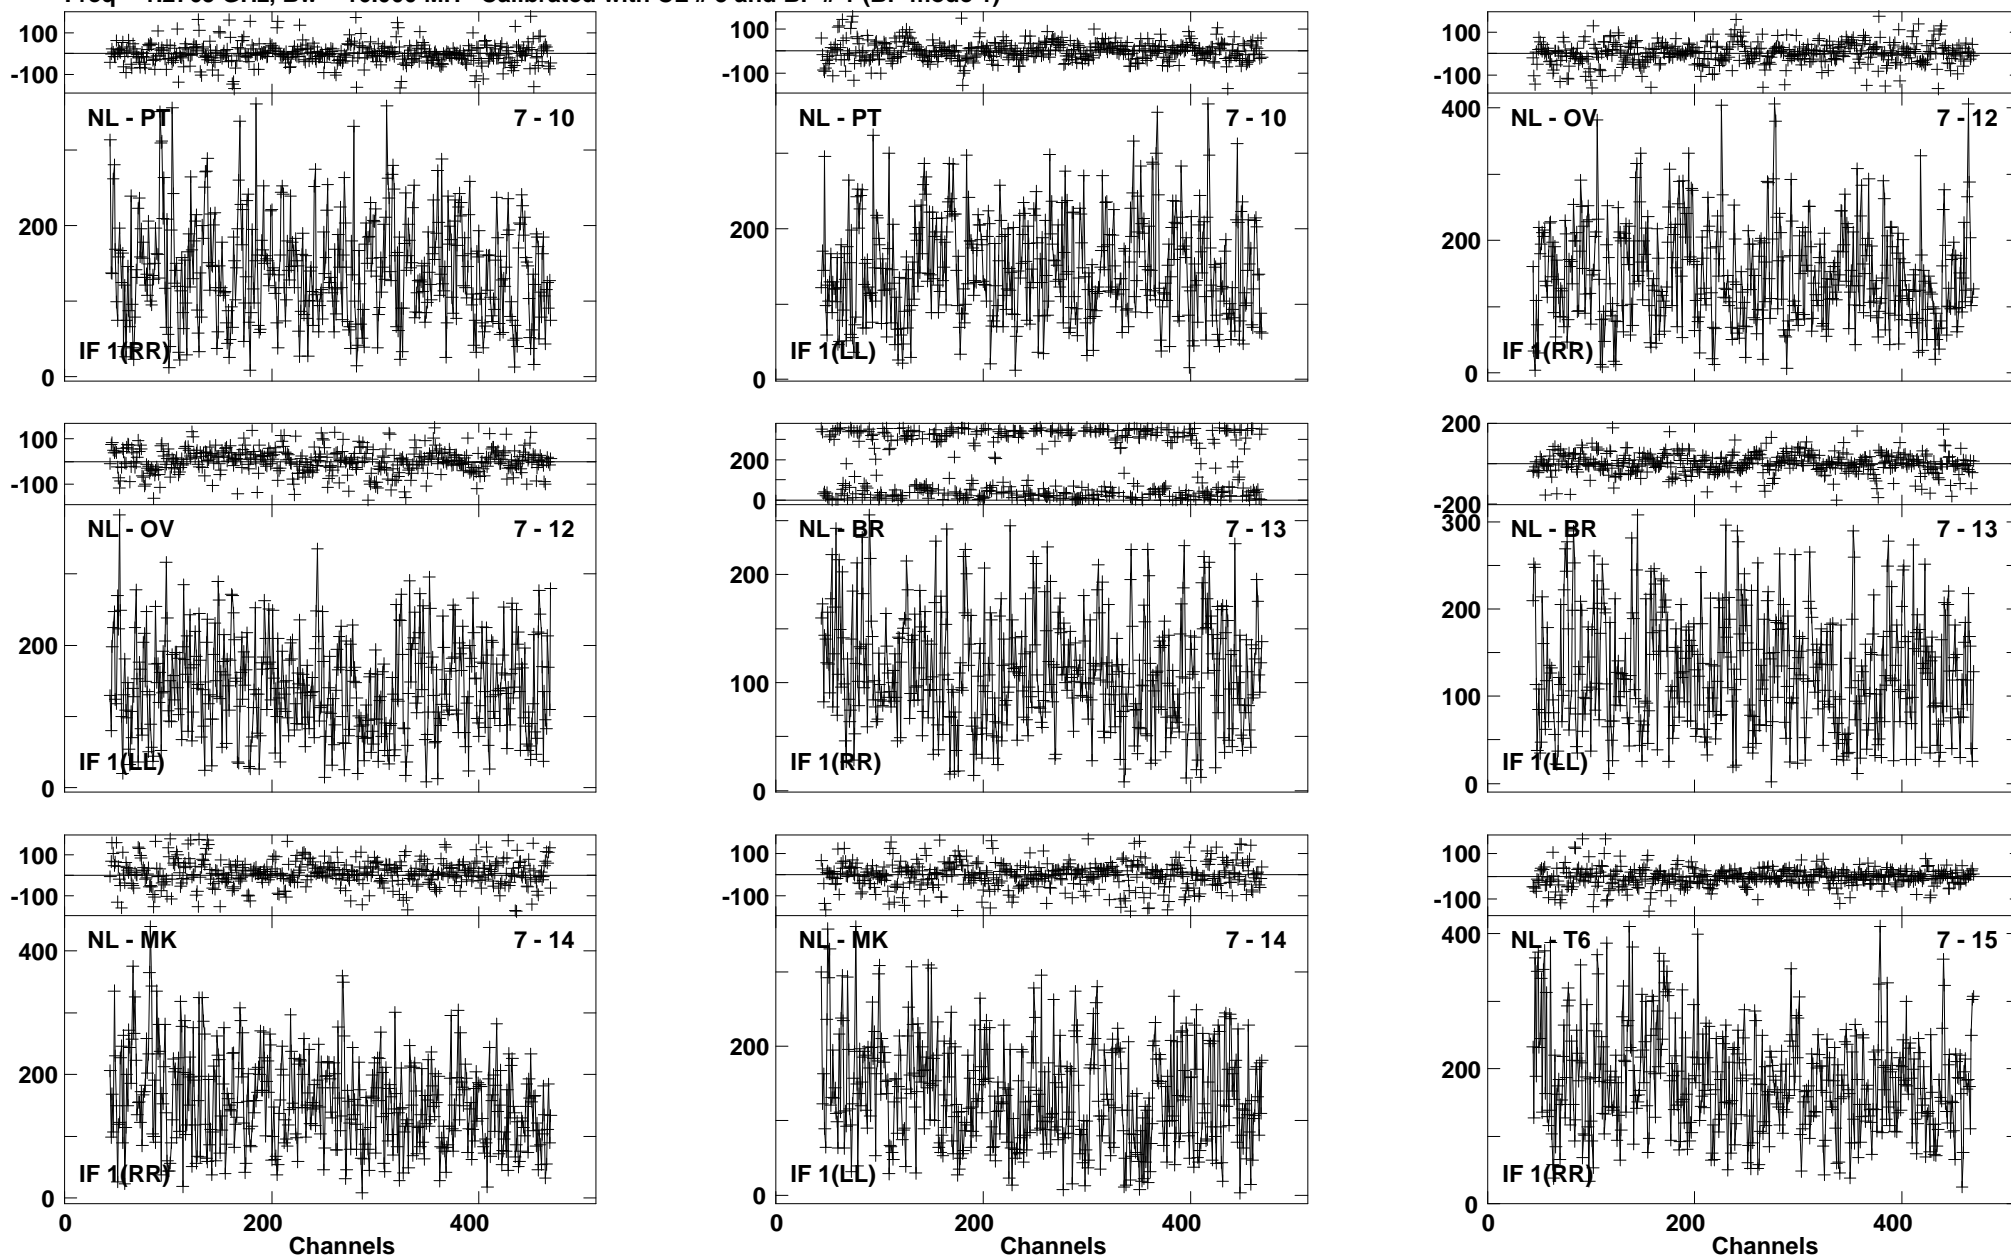 100 100 100
-100 -100 -100
NL - PT 7 - 10 NL - PT 7 - 10 400 NL - OV 7 - 12
200 200 200
IF 1(RR) IF 1(LL) IF 1(RR)
0 0 0
100 200 200
-100 0 -200
NL - OV 7 - 12 NL - BR 7 - 13 300 NL - BR 7 - 13
200 200 200
100 100
IF 1(LL) IF 1(RR) IF 1(LL)
0 0 0
100 100 100
-100 -100 -100
400 NL - MK 7 - 14 NL - MK 7 - 14 400 NL - T6 7 - 15
200 200 200
IF 1(RR) IF 1(LL) IF 1(RR)
0 0 0
0 200 400 0 200 400 0 200 400
Channels Channels Channels